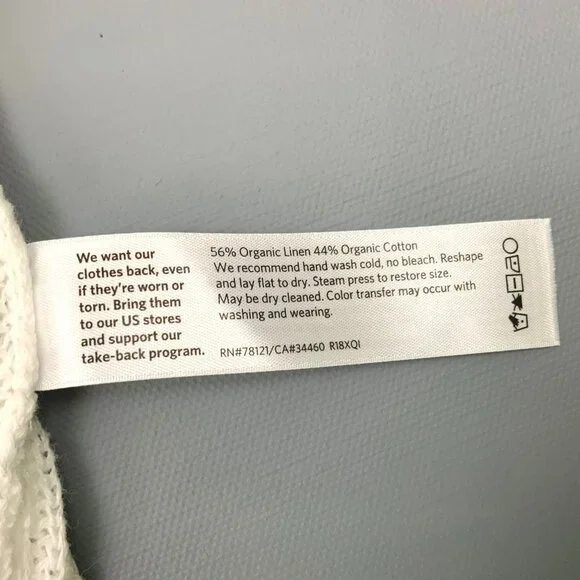 We want our
clothes back, even
if they're worn or
torn. Bring them
to our US stores
and support our
take-back program.
56% Organic Linen 44% Organic Cotton
We recommend hand wash cold, no bleach. Reshape
and lay flat to dry. Steam press to restore size.
May be dry cleaned. Color transfer may occur with
washing and wearing.
RN#78121/CA#34460 R18XQI